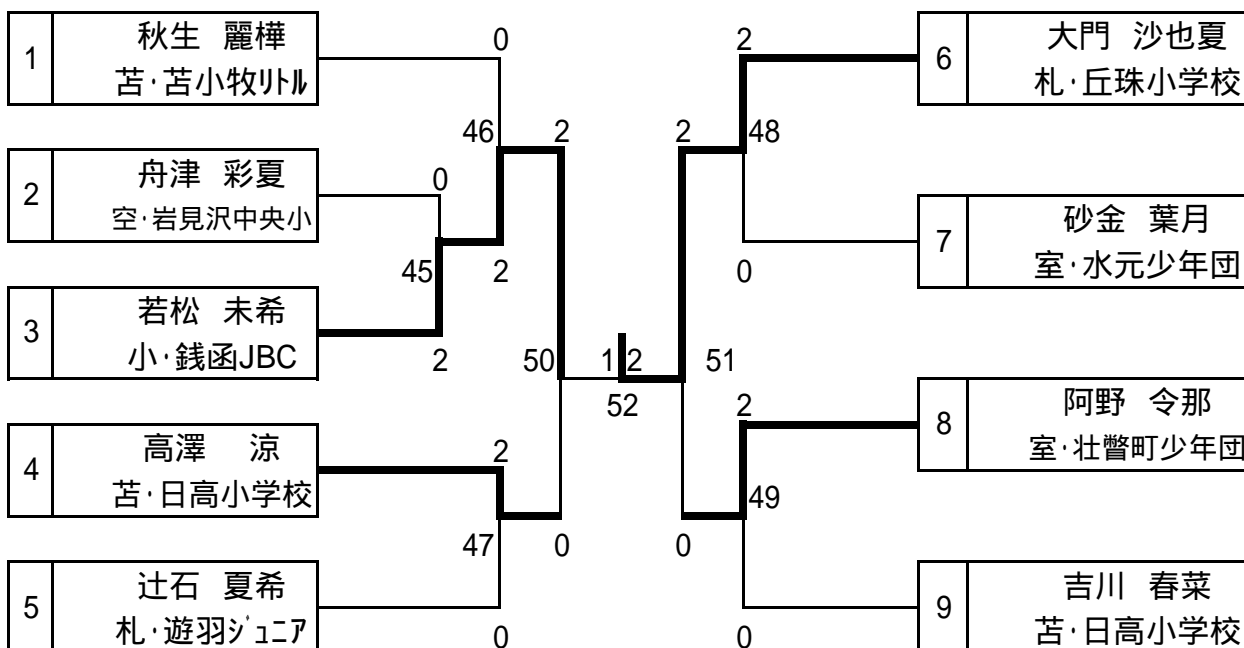 1
秋生 麗樺
苫·苫小牧ﾘﾄﾙ
2
舟津 彩夏
空·岩見沢中央小
3
若松 未希
小·銭函JBC
4
高澤 涼
苫·日高小学校
5
辻石 夏希
札·遊羽ｼﾞｭﾆｱ
0
46
2
0
45
2
2
50
2
47
0
0
1
2
52
2
2
48
0
51
2
49
0
0
6
大門 沙也夏
札·丘珠小学校
7
砂金 葉月
室·水元少年団
8
阿野 令那
室·壮瞥町少年団
9
吉川 春菜
苫·日高小学校